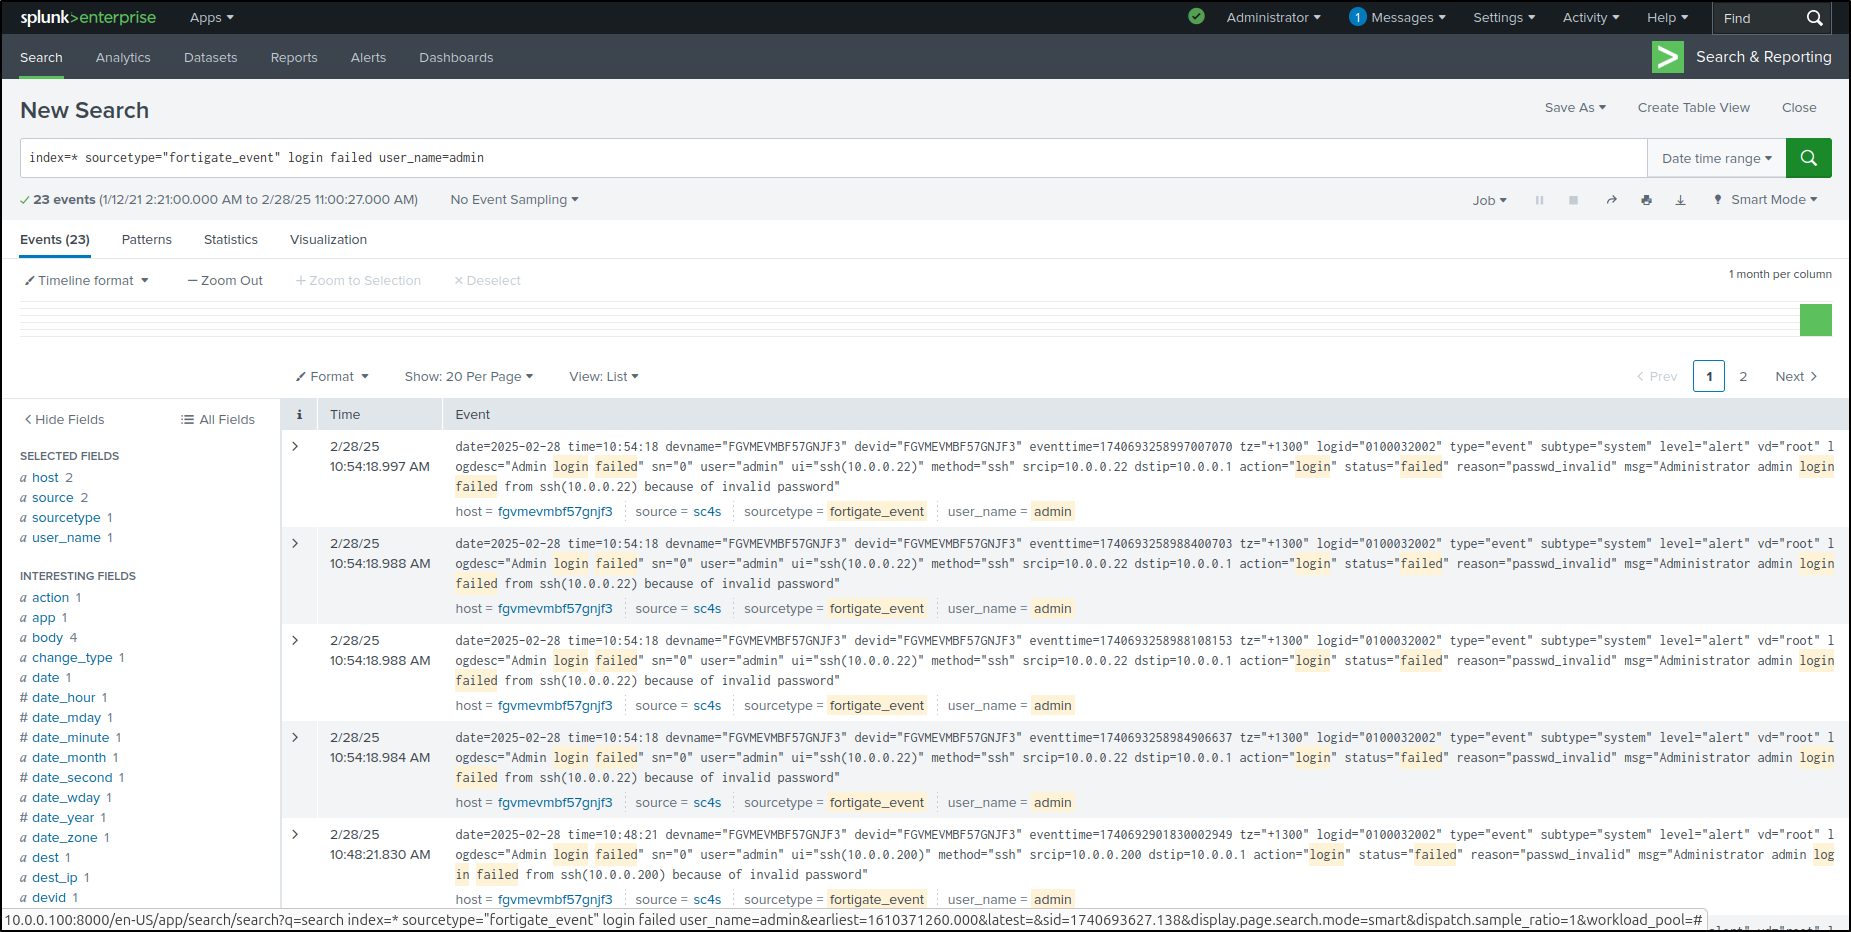 splunk>enterprise Apps Administrator 1 Messages Settings Activity Help Find
Search Analytics Datasets Reports Alerts Dashboards Search & Reporting
New Search
Save As Create Table View Close
index=* sourcetype="fortigate_event" login failed user_name=admin
Date time range
23 events (1/12/21 2:21:00.000 AM to 2/28/25 11:00:27.000 AM) No Event Sampling Job Smart Mode
Events (23) Patterns Statistics Visualization
Timeline format — Zoom Out + Zoom to Selection × Deselect
1 month per column
Format Show: 20 Per Page View: List < Prev 1 2 Next >
< Hide Fields All Fields
SELECTED FIELDS
a host 2
a source 2
a sourcetype 1
a user_name 1
INTERESTING FIELDS
a action 1
a app 1
a body 4
a change_type 1
a date 1
# date_hour 1
# date_mday 1
# date_minute 1
a date_month 1
# date_second 1
a date_wday 1
# date_year 1
a date_zone 1
a dest 1
a dest_ip 1
a devid 1
i Time Event
2/28/25
10:54:18.997 AM
date=2025-02-28 time=10:54:18 devname="FGVMEVMBF57GNJF3" devid="FGVMEVMBF57GNJF3" eventtime=1740693258997007070 tz="+1300" logid="0100032002" type="event" subtype="system" level="alert" vd="root" l
ogdesc="Admin login failed" sn="0" user="admin" ui="ssh(10.0.0.22)" method="ssh" srcip=10.0.0.22 dstip=10.0.0.1 action="login" status="failed" reason="passwd_invalid" msg="Administrator admin login
failed from ssh(10.0.0.22) because of invalid password"
host = fgvmevmbf57gnjf3 source = sc4s sourcetype = fortigate_event user_name = admin
2/28/25
10:54:18.988 AM
date=2025-02-28 time=10:54:18 devname="FGVMEVMBF57GNJF3" devid="FGVMEVMBF57GNJF3" eventtime=1740693258988400703 tz="+1300" logid="0100032002" type="event" subtype="system" level="alert" vd="root" l
ogdesc="Admin login failed" sn="0" user="admin" ui="ssh(10.0.0.22)" method="ssh" srcip=10.0.0.22 dstip=10.0.0.1 action="login" status="failed" reason="passwd_invalid" msg="Administrator admin login
failed from ssh(10.0.0.22) because of invalid password"
host = fgvmevmbf57gnjf3 source = sc4s sourcetype = fortigate_event user_name = admin
2/28/25
10:54:18.988 AM
date=2025-02-28 time=10:54:18 devname="FGVMEVMBF57GNJF3" devid="FGVMEVMBF57GNJF3" eventtime=1740693258988108153 tz="+1300" logid="0100032002" type="event" subtype="system" level="alert" vd="root" l
ogdesc="Admin login failed" sn="0" user="admin" ui="ssh(10.0.0.22)" method="ssh" srcip=10.0.0.22 dstip=10.0.0.1 action="login" status="failed" reason="passwd_invalid" msg="Administrator admin login
failed from ssh(10.0.0.22) because of invalid password"
host = fgvmevmbf57gnjf3 source = sc4s sourcetype = fortigate_event user_name = admin
2/28/25
10:54:18.984 AM
date=2025-02-28 time=10:54:18 devname="FGVMEVMBF57GNJF3" devid="FGVMEVMBF57GNJF3" eventtime=1740693258984906637 tz="+1300" logid="0100032002" type="event" subtype="system" level="alert" vd="root" l
ogdesc="Admin login failed" sn="0" user="admin" ui="ssh(10.0.0.22)" method="ssh" srcip=10.0.0.22 dstip=10.0.0.1 action="login" status="failed" reason="passwd_invalid" msg="Administrator admin login
failed from ssh(10.0.0.22) because of invalid password"
host = fgvmevmbf57gnjf3 source = sc4s sourcetype = fortigate_event user_name = admin
2/28/25
10:48:21.830 AM
date=2025-02-28 time=10:48:21 devname="FGVMEVMBF57GNJF3" devid="FGVMEVMBF57GNJF3" eventtime=1740692901830002949 tz="+1300" logid="0100032002" type="event" subtype="system" level="alert" vd="root" l
ogdesc="Admin login failed" sn="0" user="admin" ui="ssh(10.0.0.200)" method="ssh" srcip=10.0.0.200 dstip=10.0.0.1 action="login" status="failed" reason="passwd_invalid" msg="Administrator admin log
in failed from ssh(10.0.0.200) because of invalid password"
host = fgvmevmbf57gnjf3 source = sc4s sourcetype = fortigate_event user_name = admin
10.0.0.100:8000/en-US/app/search/search?q=search index=* sourcetype="fortigate_event" login failed user_name=admin&earliest=1610371260.000&latest=&sid=1740693627.138&display.page.search.mode=smart&dispatch.sample_ratio=1&workload_pool=#